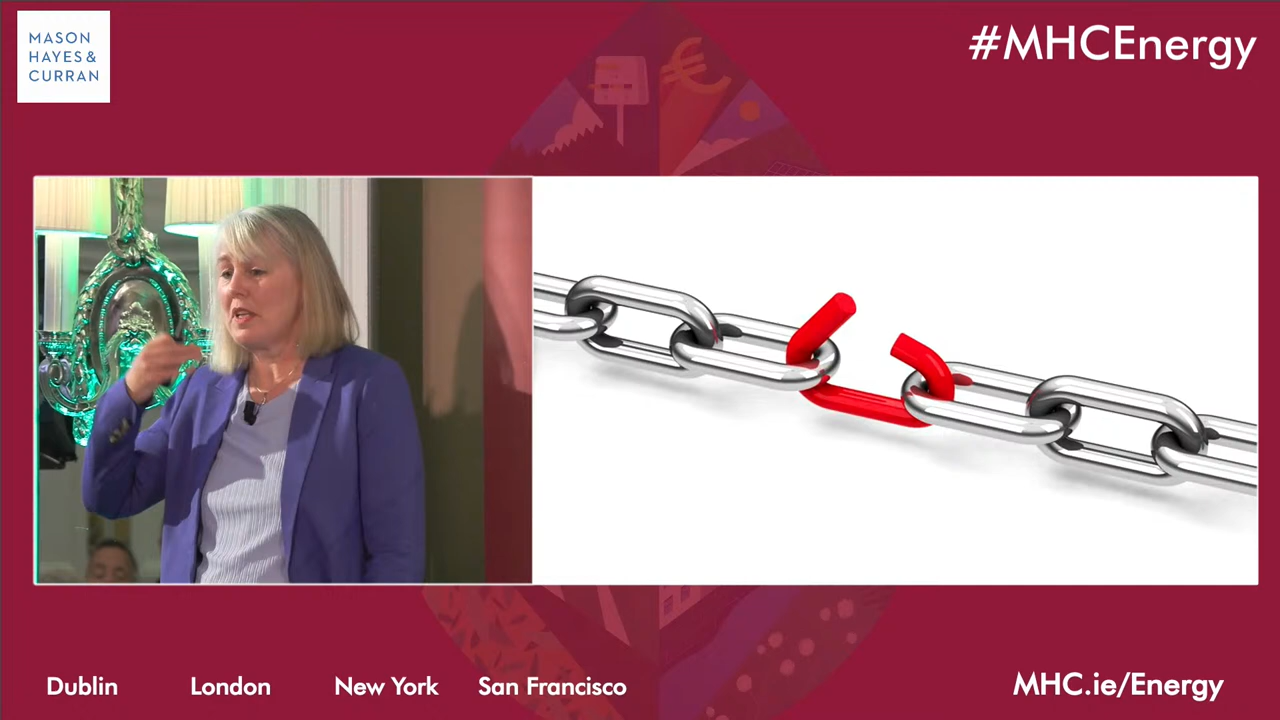 MASON
HAYES &
CURRAN
#MHCEnergy
Dublin
London
New York
San Francisco
MHC.ie/Energy